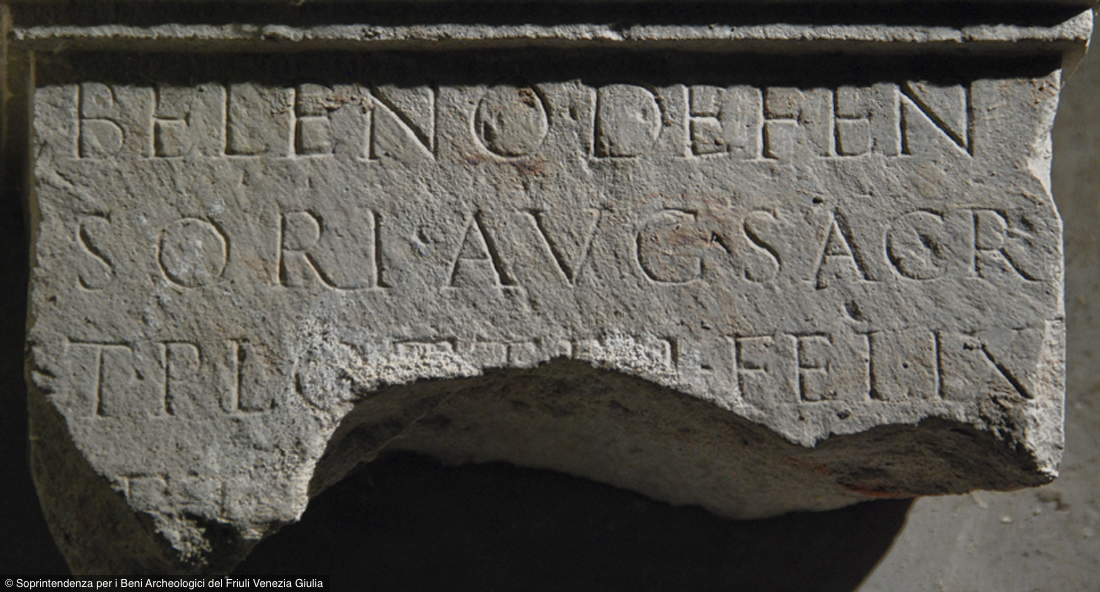 BELENO DEFEN
SORI · AVG · SACR
T · P L FELIX
© Soprintendenza per i Beni Archeologici del Friuli Venezia Giulia